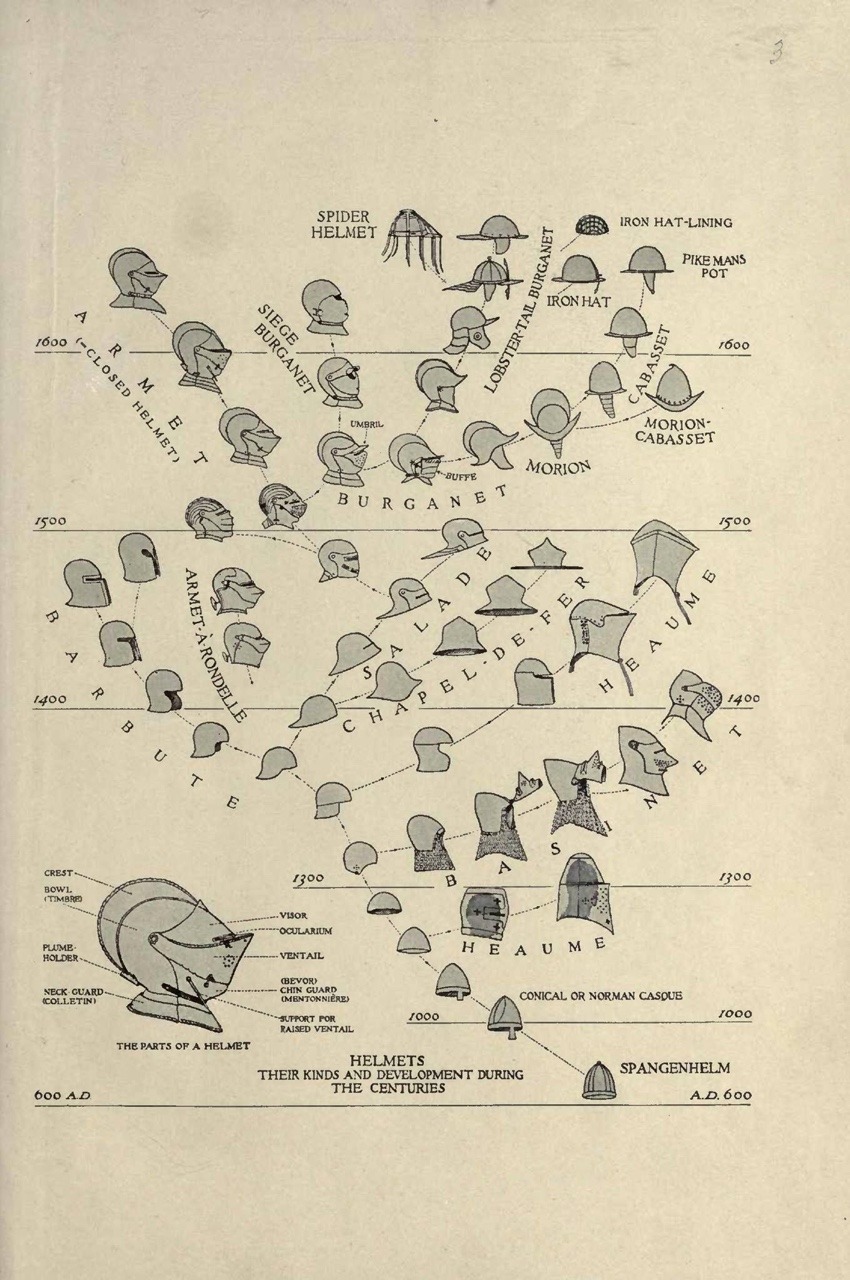 3
SPIDER
HELMET
IRON HAT-LINING
PIKEMANS
POT
IRON HAT
LOBSTER-TAIL BURGANET
SIEGE
BURGANET
ARMET
(=CLOSED HELMET)
1600
1600
CABASSET
MORION-
CABASSET
UMBRIL
MORION
BUFFE
BURGANET
1500
1500
ARMET-À-RONDELLE
BARBUTE
SALADE
CHAPEL-DE-FER
HEAUME
1400
1400
BASINET
1300
1300
HEAUME
CREST
BOWL
(TIMBRE)
PLUME-
HOLDER
NECK GUARD
(COLLETIN)
VISOR
OCULARIUM
VENTAIL
(BEVOR)
CHIN GUARD
(MENTONNIÈRE)
SUPPORT FOR
RAISED VENTAIL
THE PARTS OF A HELMET
CONICAL OR NORMAN CASQUE
1000
1000
HELMETS
THEIR KINDS AND DEVELOPMENT DURING
THE CENTURIES
SPANGENHELM
600 A.D.
A.D. 600